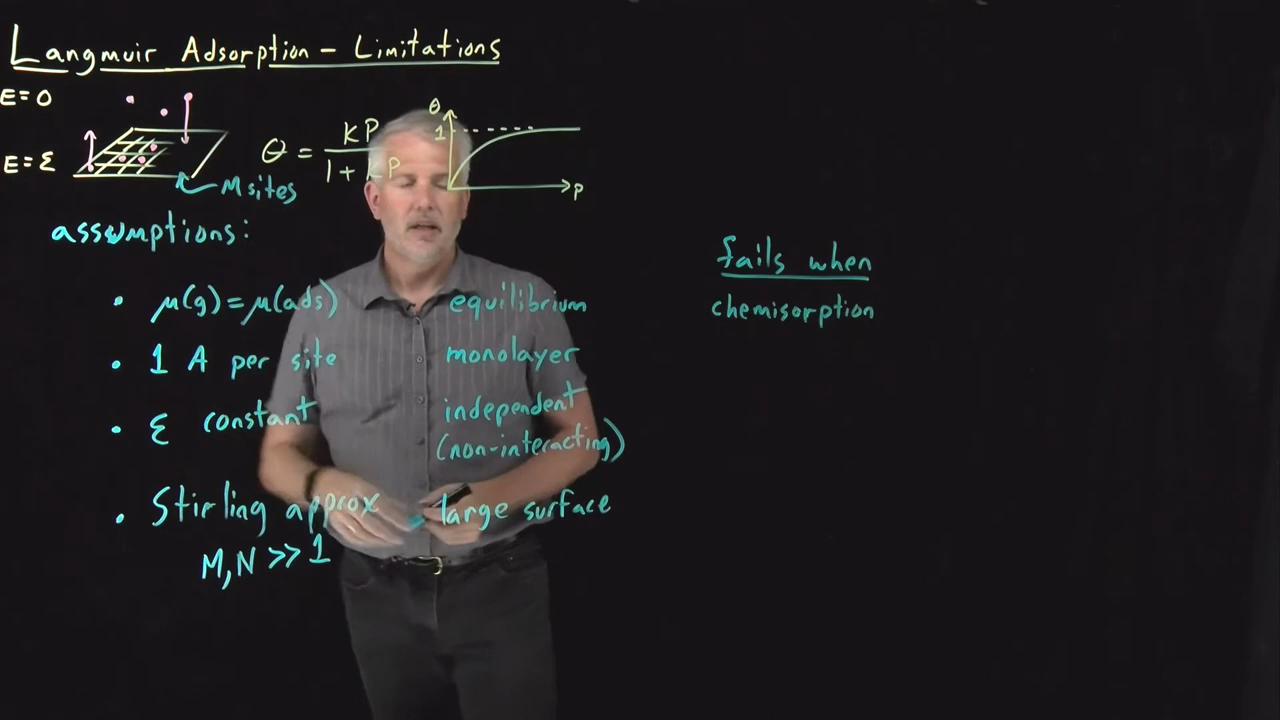 Langmuir Adsorption - Limitations
E=0
E=ε
θ = KP / 1 + KP
θ
1
P
M sites
assumptions:
• μ(g) = μ(ads) equilibrium
• 1 A per site monolayer
• ε constant independent
(non-interacting)
• Stirling approx large surface
M,N >> 1
fails when
chemisorption